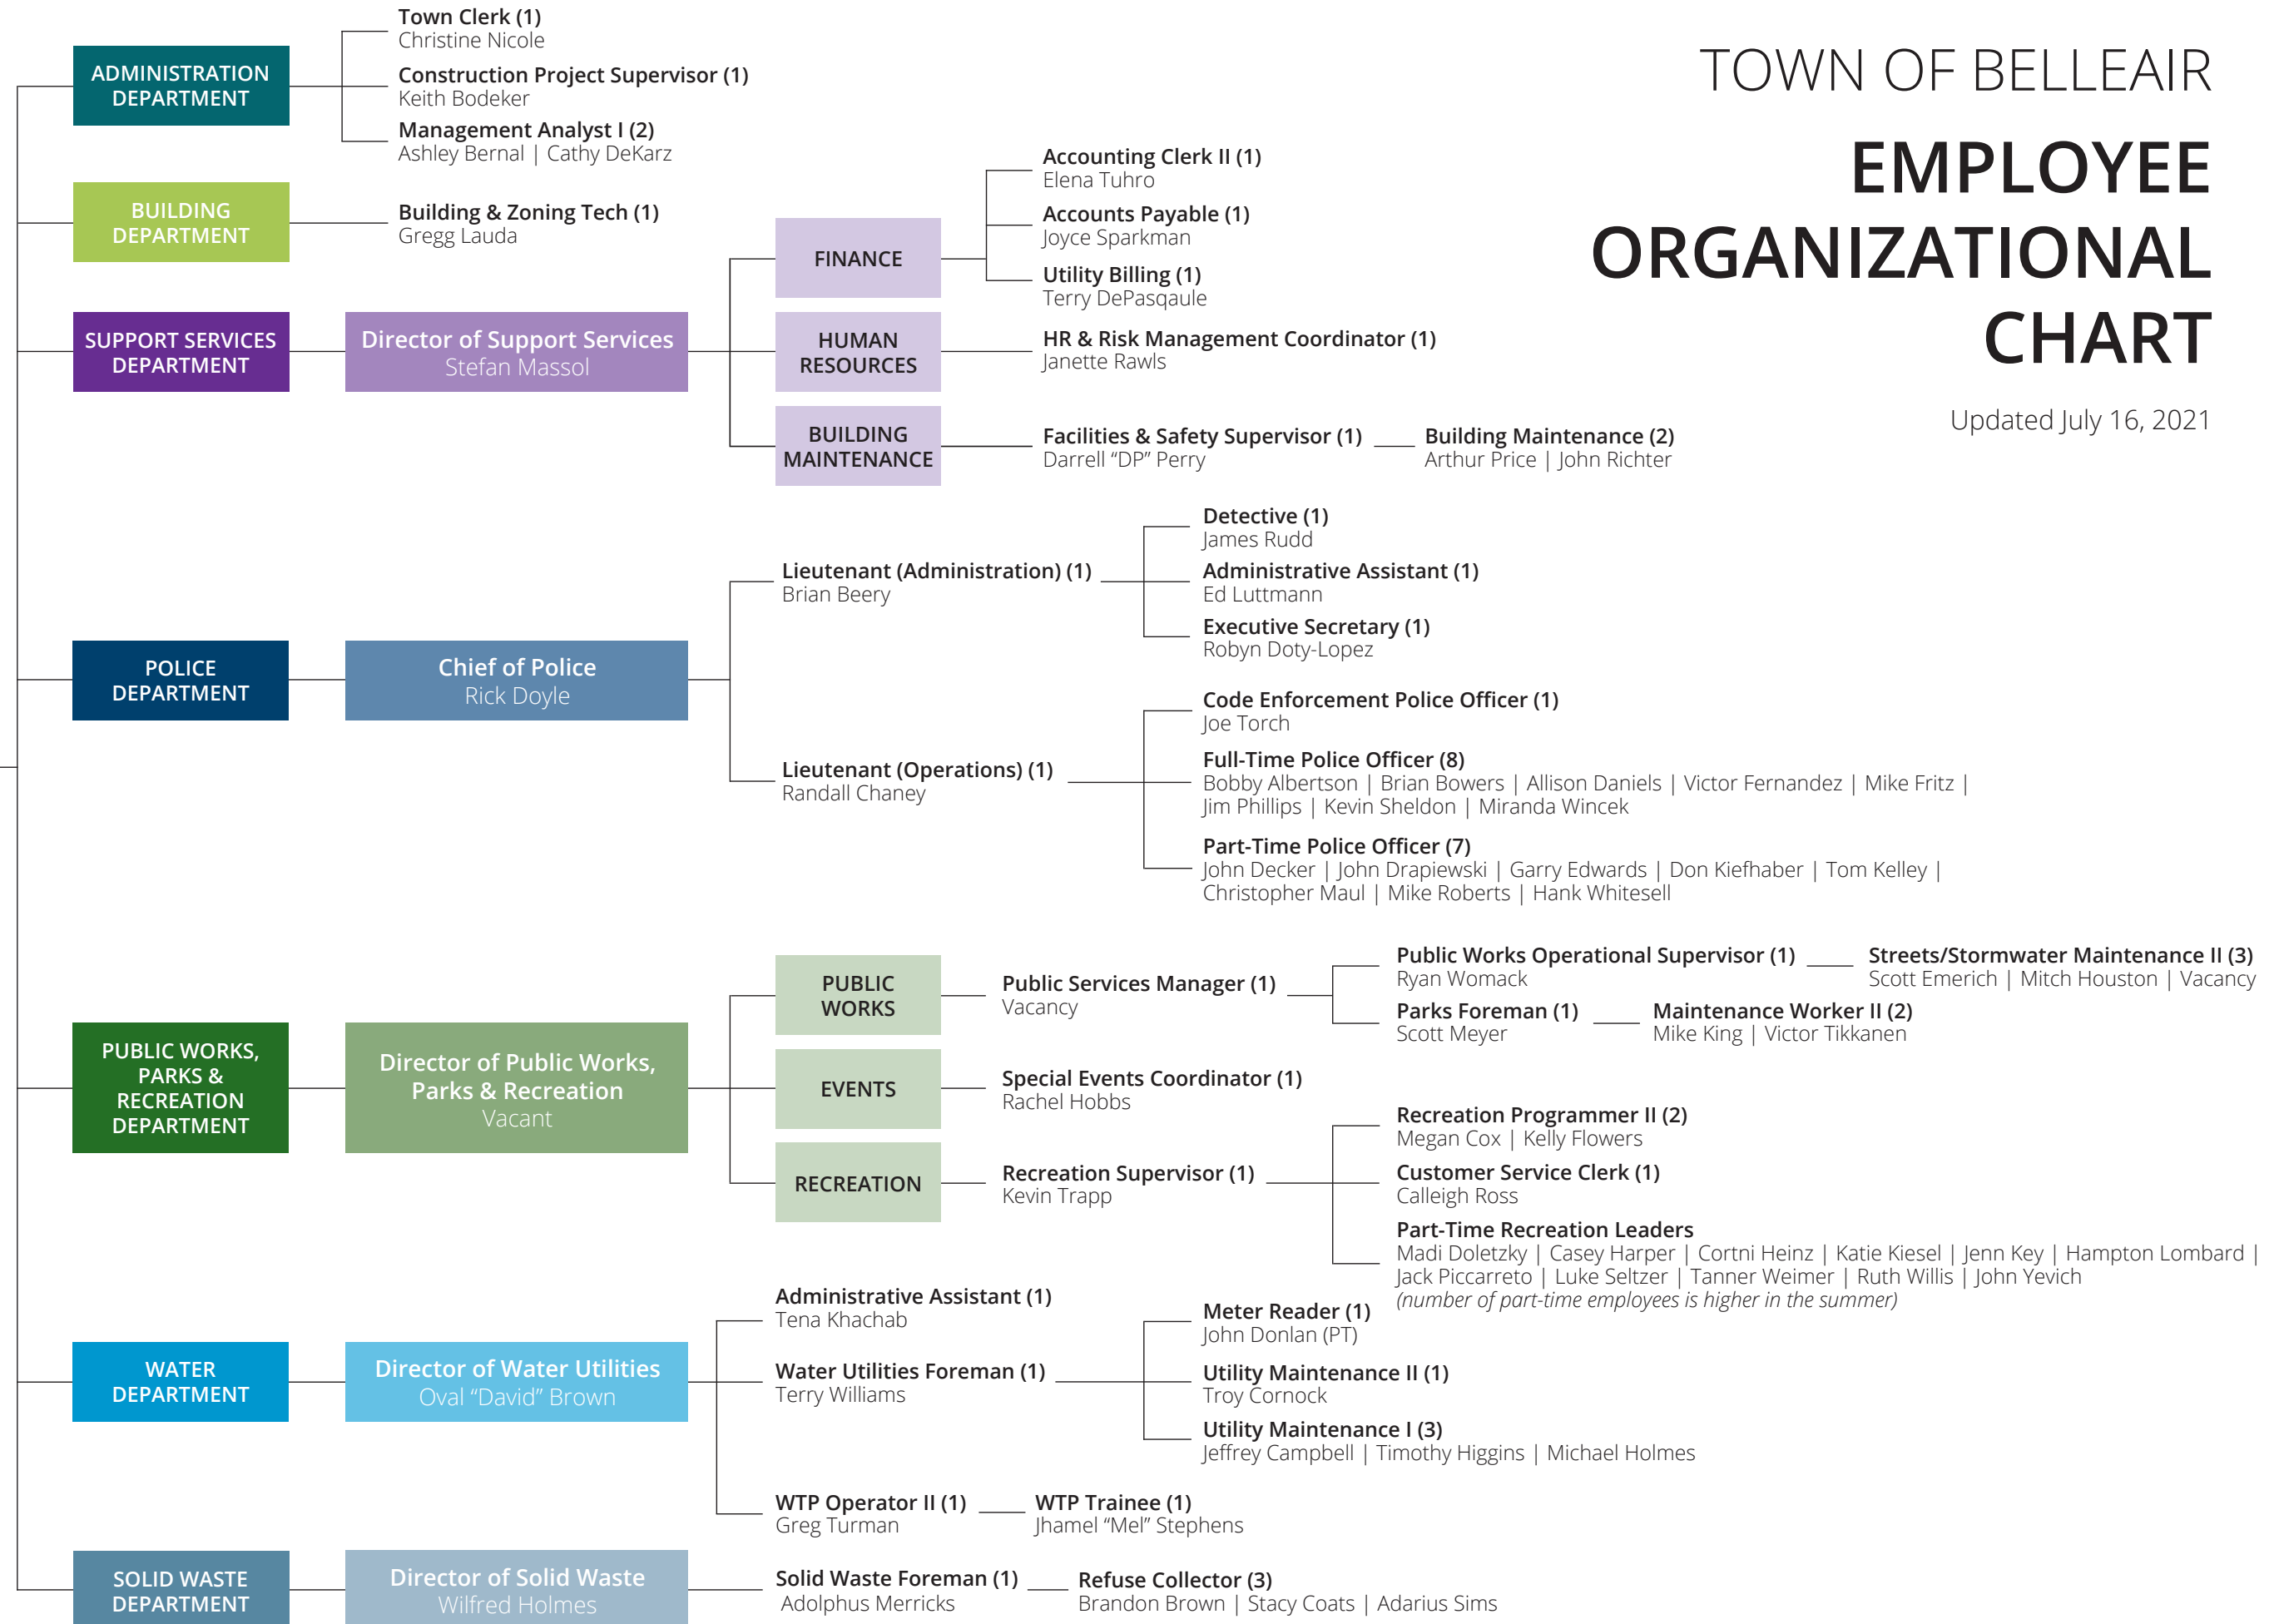 TOWN OF BELLEAIR
EMPLOYEE
ORGANIZATIONAL
CHART
Updated July 16, 2021
ADMINISTRATION
DEPARTMENT
Town Clerk (1)
Christine Nicole
Construction Project Supervisor (1)
Keith Bodeker
Management Analyst I (2)
Ashley Bernal | Cathy DeKarz
BUILDING
DEPARTMENT
Building & Zoning Tech (1)
Gregg Lauda
SUPPORT SERVICES
DEPARTMENT
Director of Support Services
Stefan Massol
FINANCE
Accounting Clerk II (1)
Elena Tuhro
Accounts Payable (1)
Joyce Sparkman
Utility Billing (1)
Terry DePasqaule
HUMAN
RESOURCES
HR & Risk Management Coordinator (1)
Janette Rawls
BUILDING
MAINTENANCE
Facilities & Safety Supervisor (1)
Darrell “DP” Perry
Building Maintenance (2)
Arthur Price | John Richter
POLICE
DEPARTMENT
Chief of Police
Rick Doyle
Lieutenant (Administration) (1)
Brian Beery
Detective (1)
James Rudd
Administrative Assistant (1)
Ed Luttmann
Executive Secretary (1)
Robyn Doty-Lopez
Lieutenant (Operations) (1)
Randall Chaney
Code Enforcement Police Officer (1)
Joe Torch
Full-Time Police Officer (8)
Bobby Albertson | Brian Bowers | Allison Daniels | Victor Fernandez | Mike Fritz |
Jim Phillips | Kevin Sheldon | Miranda Wincek
Part-Time Police Officer (7)
John Decker | John Drapiewski | Garry Edwards | Don Kiefhaber | Tom Kelley |
Christopher Maul | Mike Roberts | Hank Whitesell
PUBLIC WORKS,
PARKS &
RECREATION
DEPARTMENT
Director of Public Works,
Parks & Recreation
Vacant
PUBLIC
WORKS
Public Services Manager (1)
Vacancy
Public Works Operational Supervisor (1)
Ryan Womack
Streets/Stormwater Maintenance II (3)
Scott Emerich | Mitch Houston | Vacancy
Parks Foreman (1)
Scott Meyer
Maintenance Worker II (2)
Mike King | Victor Tikkanen
EVENTS
Special Events Coordinator (1)
Rachel Hobbs
RECREATION
Recreation Supervisor (1)
Kevin Trapp
Recreation Programmer II (2)
Megan Cox | Kelly Flowers
Customer Service Clerk (1)
Calleigh Ross
Part-Time Recreation Leaders
Madi Doletzky | Casey Harper | Cortni Heinz | Katie Kiesel | Jenn Key | Hampton Lombard |
Jack Piccarreto | Luke Seltzer | Tanner Weimer | Ruth Willis | John Yevich
(number of part-time employees is higher in the summer)
WATER
DEPARTMENT
Director of Water Utilities
Oval “David” Brown
Administrative Assistant (1)
Tena Khachab
Water Utilities Foreman (1)
Terry Williams
Meter Reader (1)
John Donlan (PT)
Utility Maintenance II (1)
Troy Cornock
Utility Maintenance I (3)
Jeffrey Campbell | Timothy Higgins | Michael Holmes
WTP Operator II (1)
Greg Turman
WTP Trainee (1)
Jhamel “Mel” Stephens
SOLID WASTE
DEPARTMENT
Director of Solid Waste
Wilfred Holmes
Solid Waste Foreman (1)
Adolphus Merricks
Refuse Collector (3)
Brandon Brown | Stacy Coats | Adarius Sims